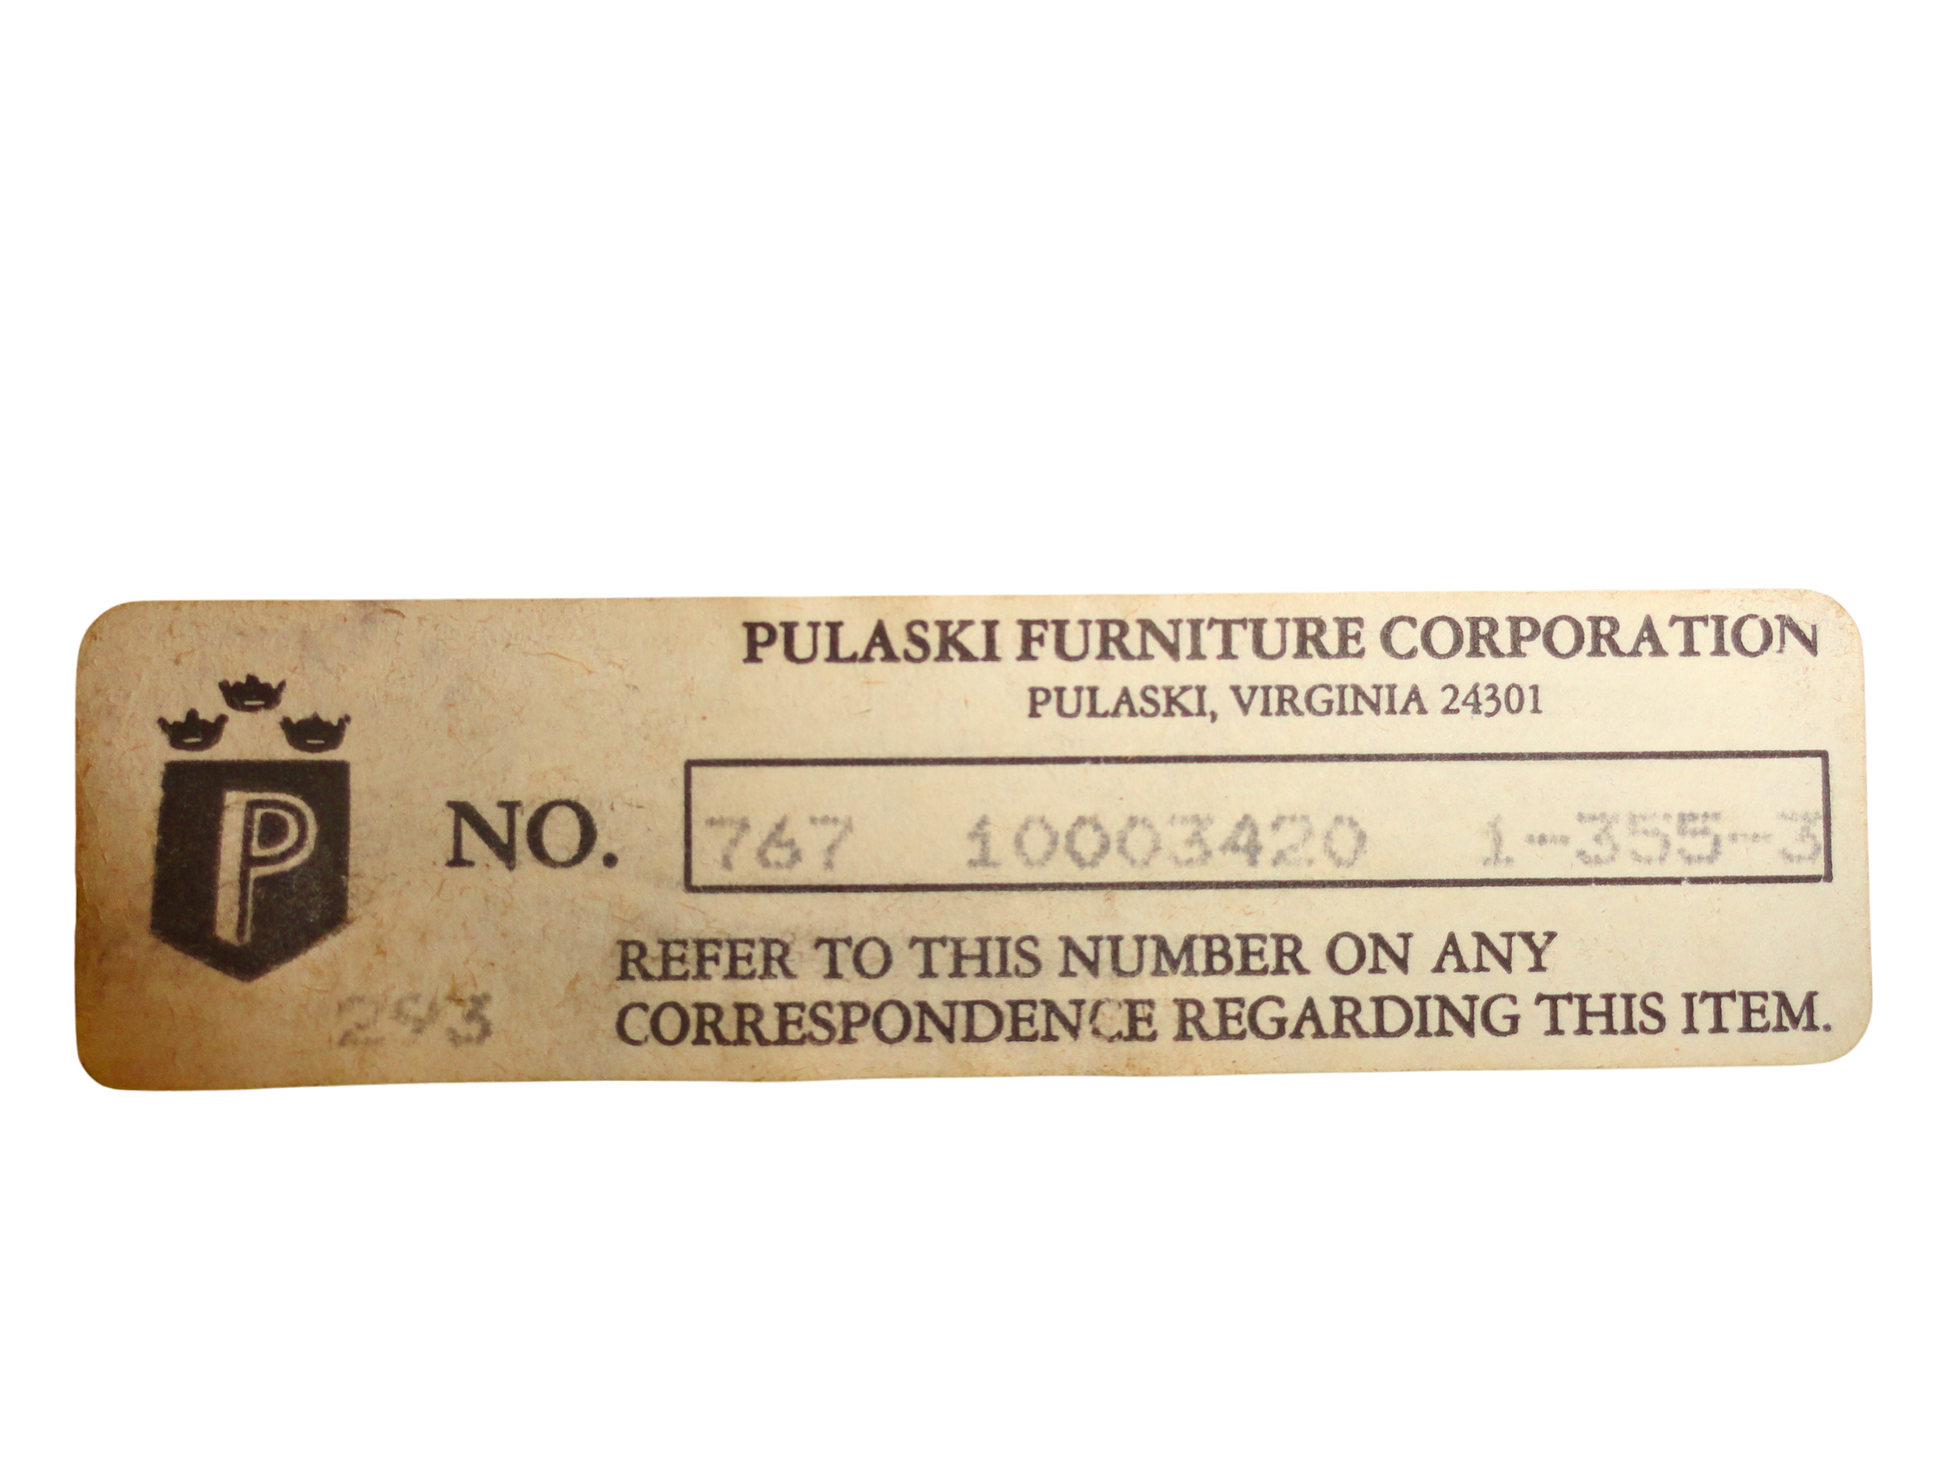 PULASKI FURNITURE CORPORATION
PULASKI, VIRGINIA 24301
P
NO. 767 10003420 1-355-3
REFER TO THIS NUMBER ON ANY
CORRESPONDENCE REGARDING THIS ITEM.